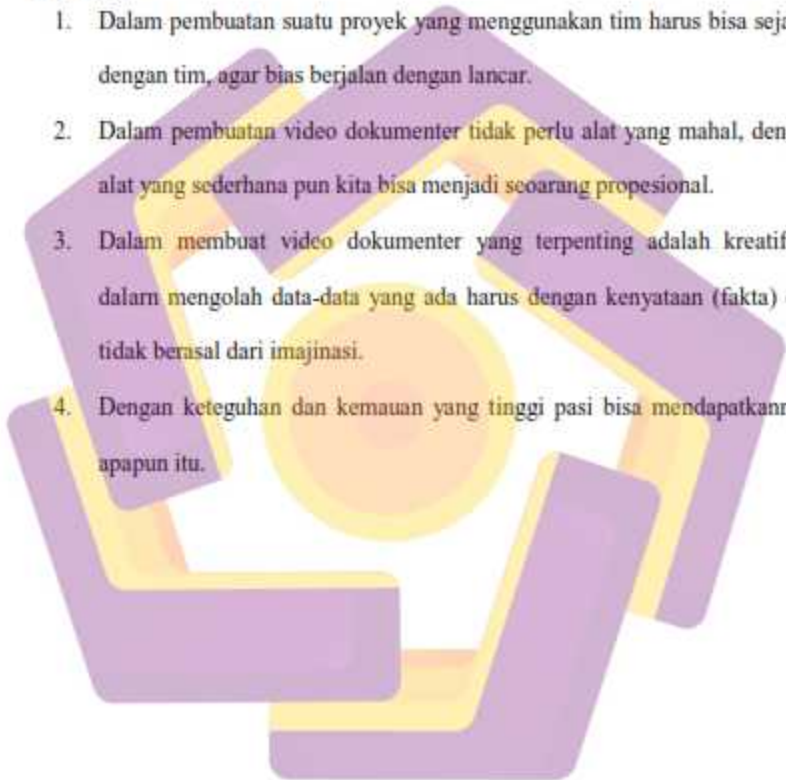 1. Dalam pembuatan suatu proyek yang menggunakan tim harus bisa seja
dengan tim, agar bias berjalan dengan lancar.
2. Dalam pembuatan video dokumenter tidak perlu alat yang mahal, den
alat yang sederhana pun kita bisa menjadi seoarang propesional.
3. Dalam membuat video dokumenter yang terpenting adalah kreatif
dalarn mengolah data-data yang ada harus dengan kenyataan (fakta)
tidak berasal dari imajinasi.
4. Dengan keteguhan dan kemauan yang tinggi pasi bisa mendapatkann
apapun itu.